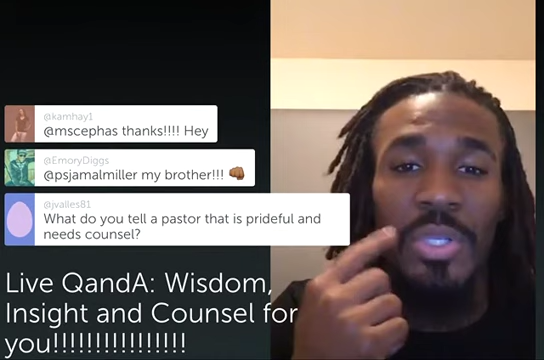 @kamhay1
@mscephas thanks!!!! Hey
@EmoryDiggs
@psjamalmiller my brother!!! 👊🏾
@jvalles81
What do you tell a pastor that is prideful and
needs counsel?
Live QandA: Wisdom,
Insight and Counsel for
you!!!!!!!!!!!!!!!!!